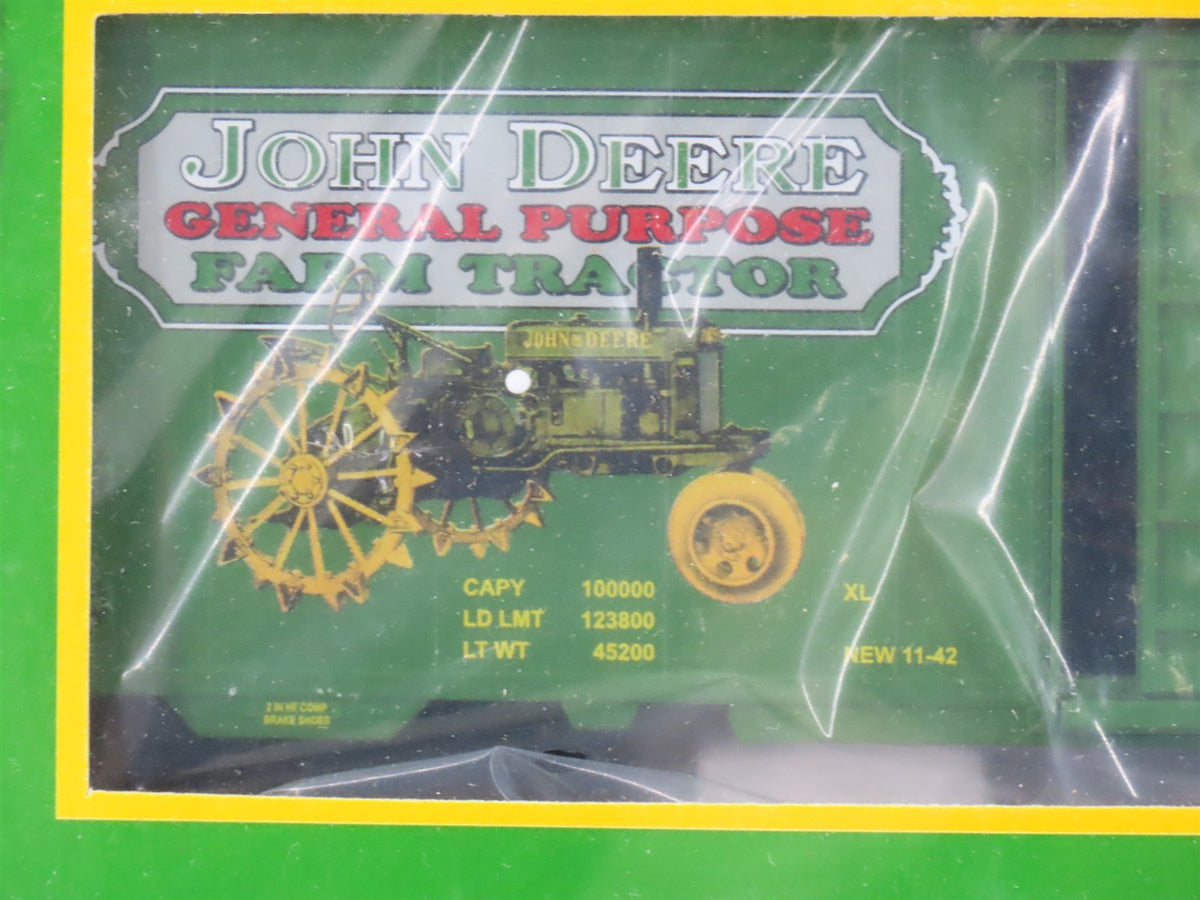 JOHN DEERE
GENERAL PURPOSE
FARM TRACTOR
JOHN DEERE
CAPY 100000
LD LMT 123800
LT WT 45200
XL
NEW 11-42
2 IN HF COMP
BRAKE SHOES